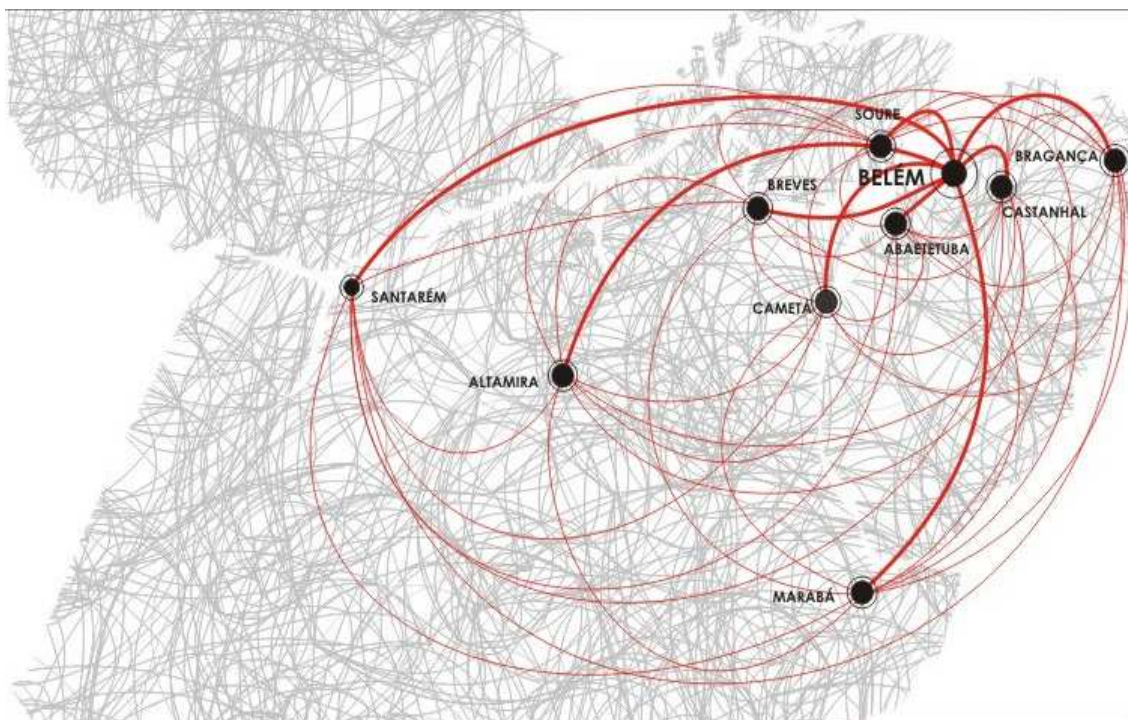 SOURE
BRAGANÇA
BELÉM
BREVES
CASTANHAL
ABAETETUBA
SANTARÉM
CAMETÁ
ALTAMIRA
MARABÁ